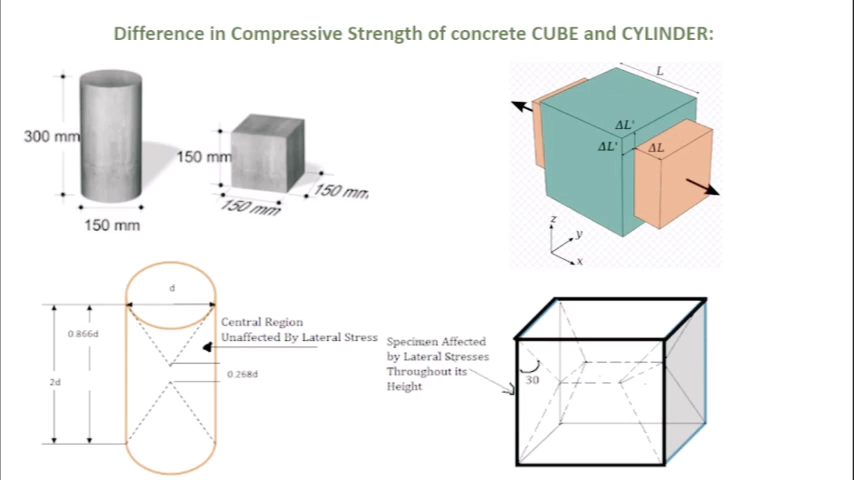 Difference in Compressive Strength of concrete CUBE and CYLINDER:
300 mm
150 mm
150 mm
150 mm
150 mm
L
ΔL'
ΔL'
ΔL
z
y
x
d
0.866d
2d
0.268d
Central Region
Unaffected By Lateral Stress
Specimen Affected
by Lateral Stresses
Throughout its
Height
30